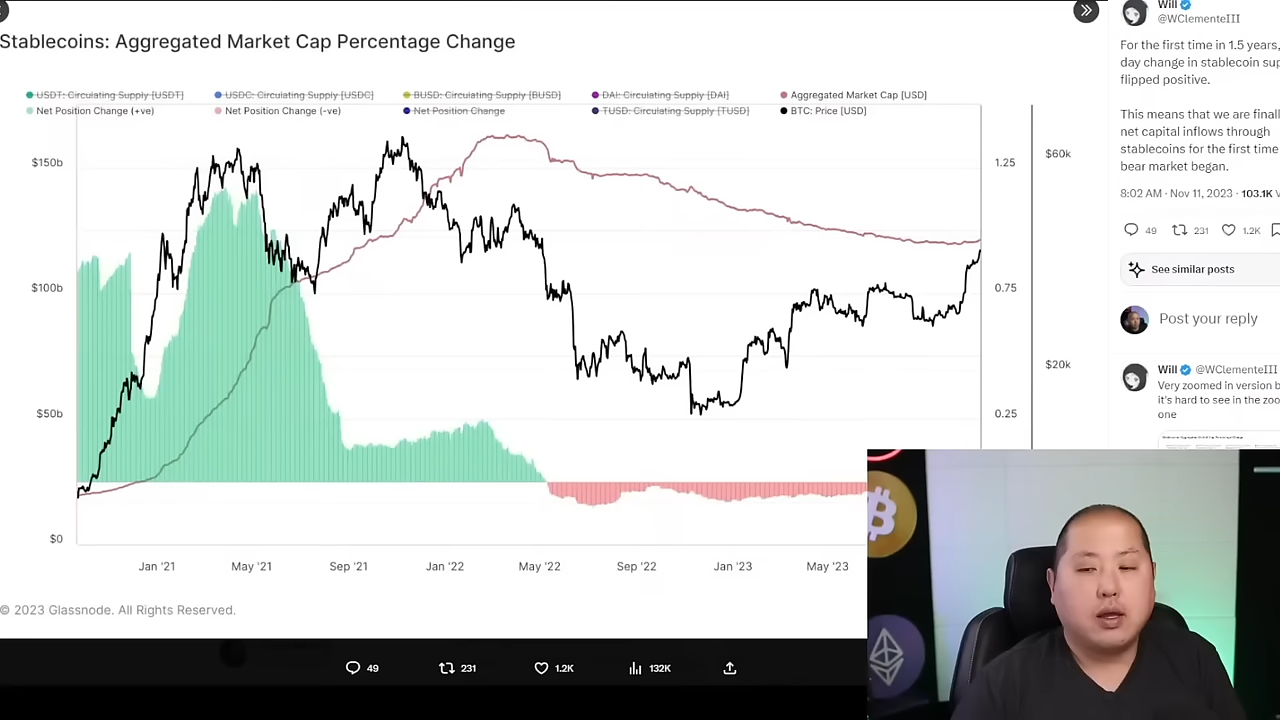 Stablecoins: Aggregated Market Cap Percentage Change
USDT: Circulating Supply [USDT]
USDC: Circulating Supply [USDC]
BUSD: Circulating Supply [BUSD]
DAI: Circulating Supply [DAI]
Aggregated Market Cap [USD]
Net Position Change (+ve)
Net Position Change (-ve)
Net Position Change
TUSD: Circulating Supply [TUSD]
BTC: Price [USD]
$150b
$100b
$50b
$0
1.25
0.75
0.25
$60k
$20k
Jan '21
May '21
Sep '21
Jan '22
May '22
Sep '22
Jan '23
May '23
© 2023 Glassnode. All Rights Reserved.
49
231
1.2K
132K
Will
@WClementeIII
For the first time in 1.5 years,
day change in stablecoin
flipped positive.
This means that we are
net capital inflows through
stablecoins for the first time
bear market began.
8:02 AM · Nov 11, 2023 · 103.1K
49
231
1.2K
See similar posts
Post your reply
Will @WClementeIII
Very zoomed in version
it's hard to see in the
one